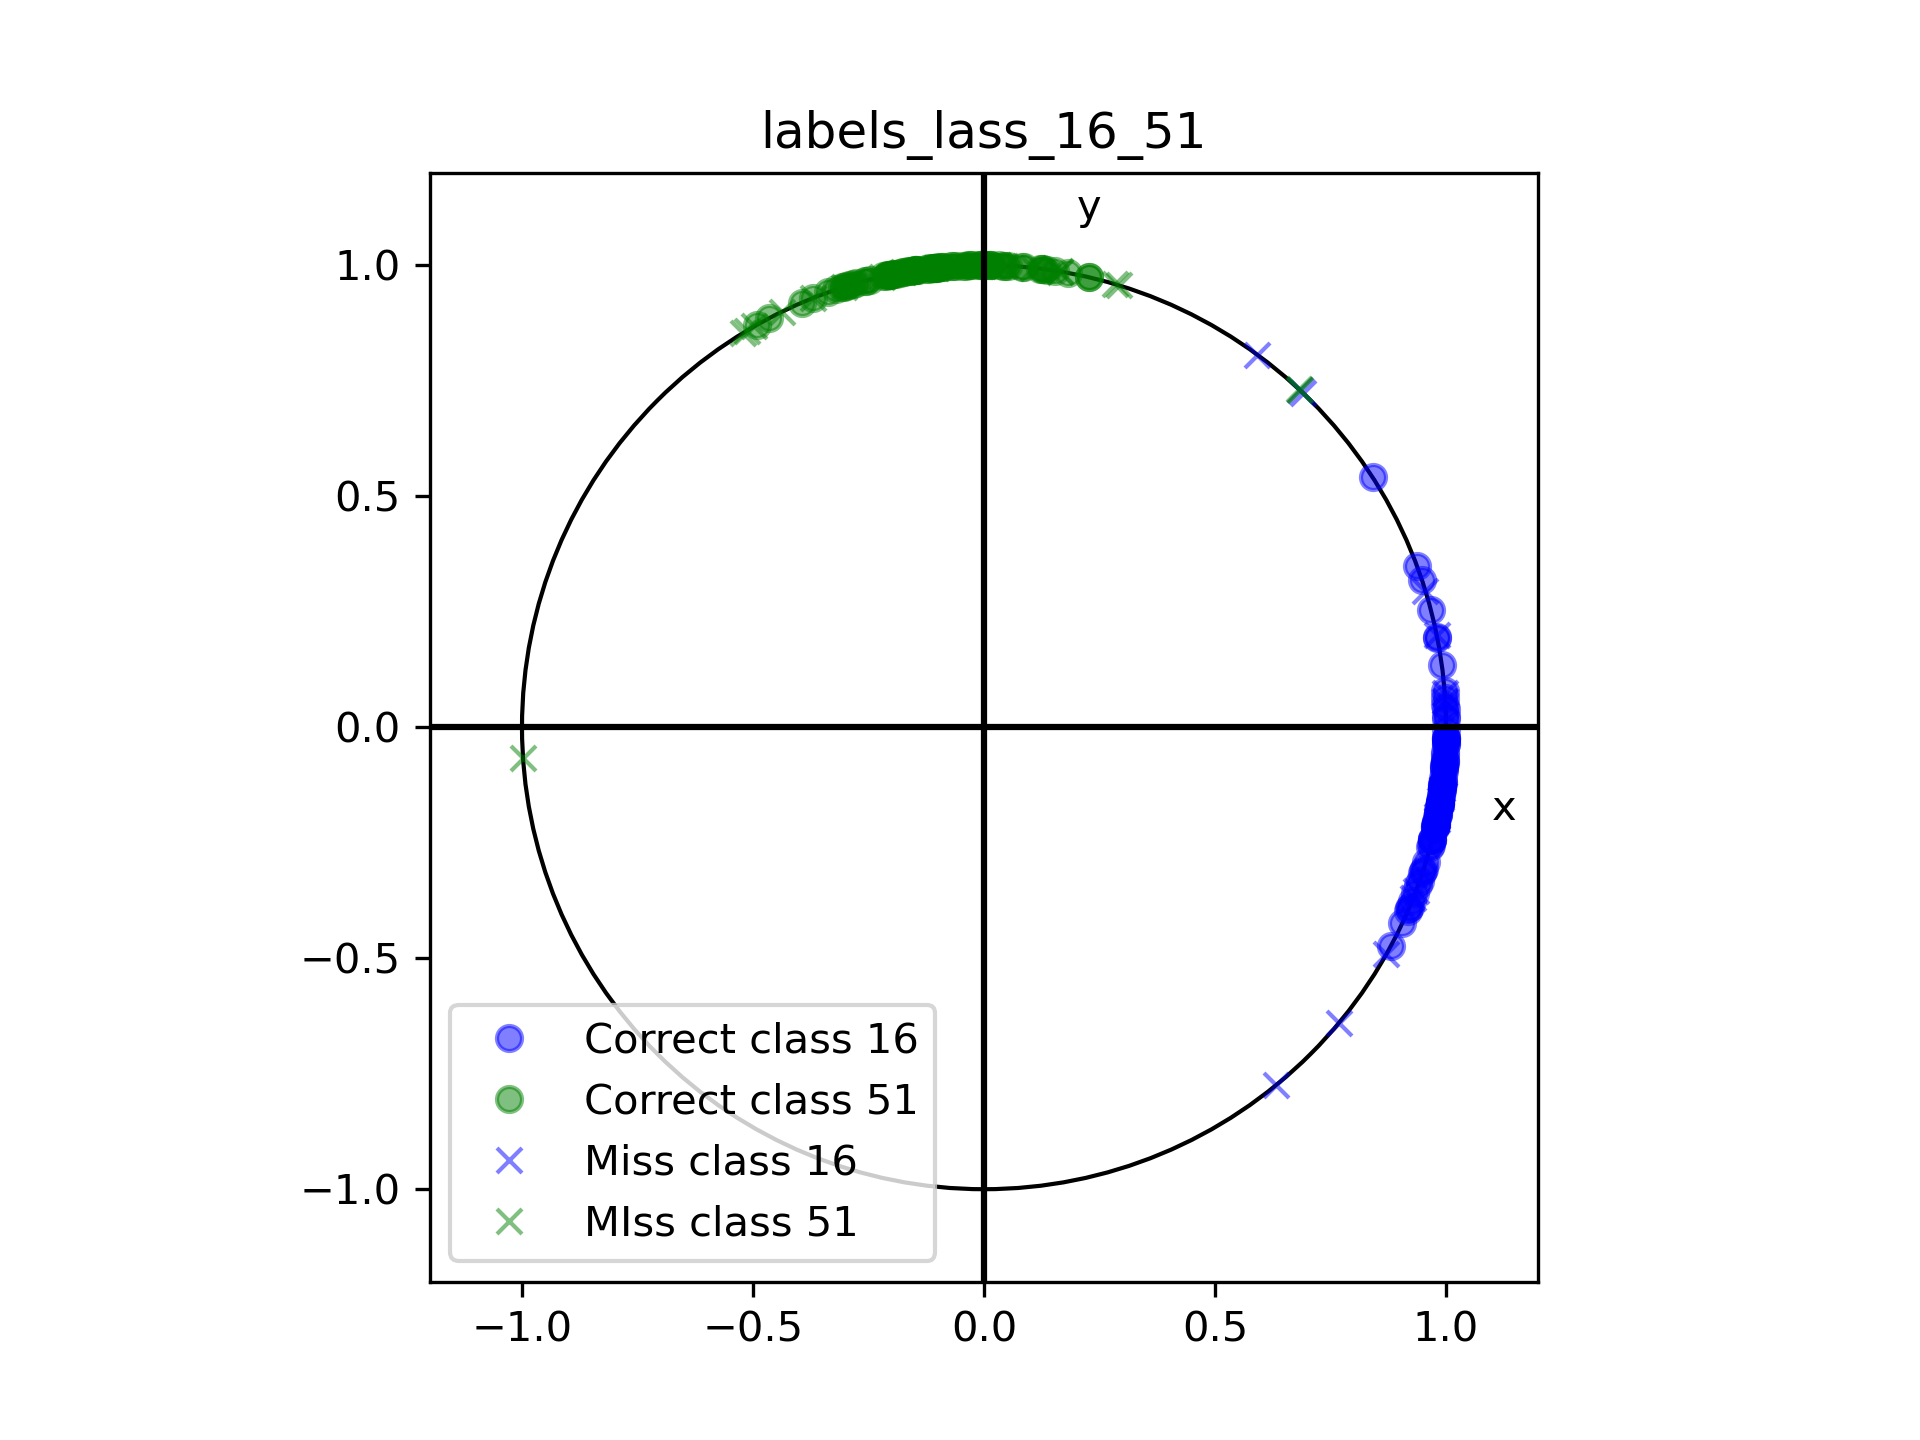 labels_lass_16_51
y
1.0
0.5
0.0
x
−0.5
−1.0
Correct class 16
Correct class 51
Miss class 16
MIss class 51
−1.0 −0.5 0.0 0.5 1.0